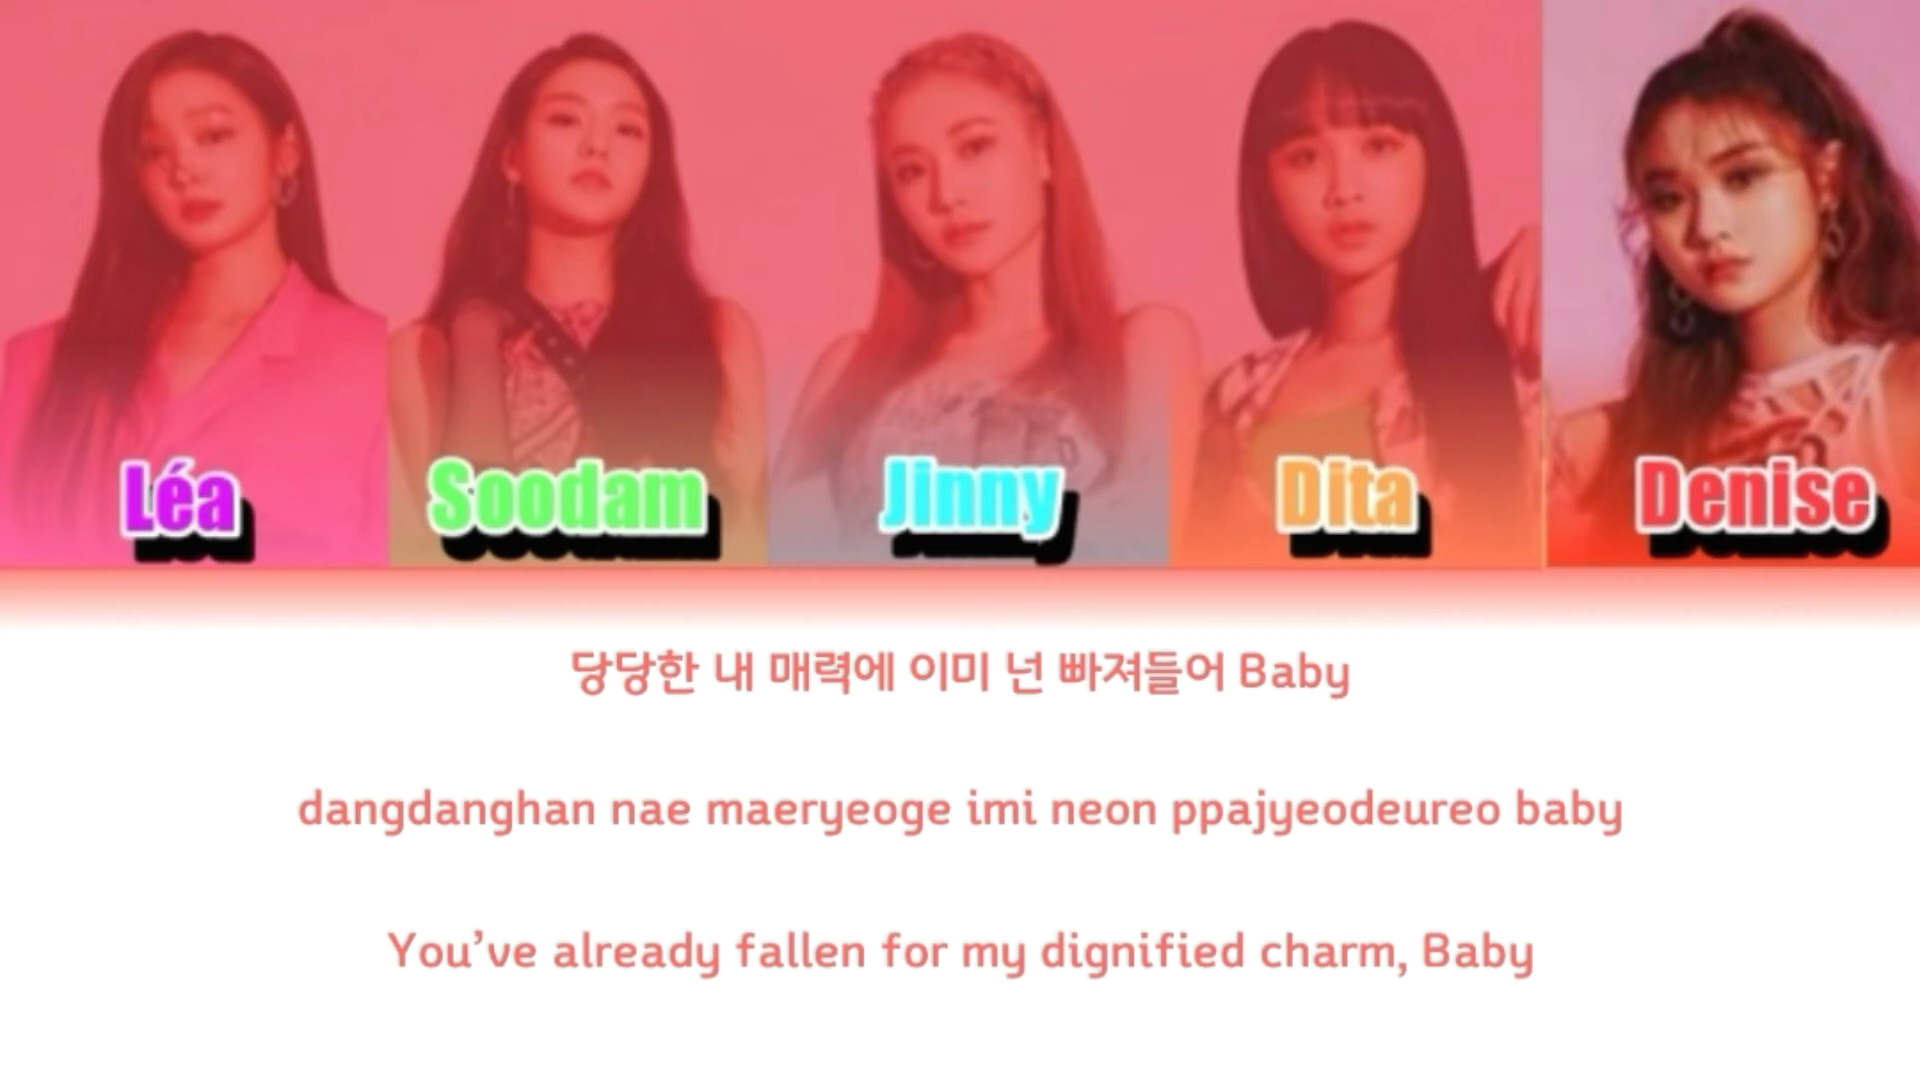 Léa Soodam Jinny Dita Denise
당당한 내 매력에 이미 넌 빠져들어 Baby
dangdanghan nae maeryeoge imi neon ppajyeodeureo baby
You’ve already fallen for my dignified charm, Baby